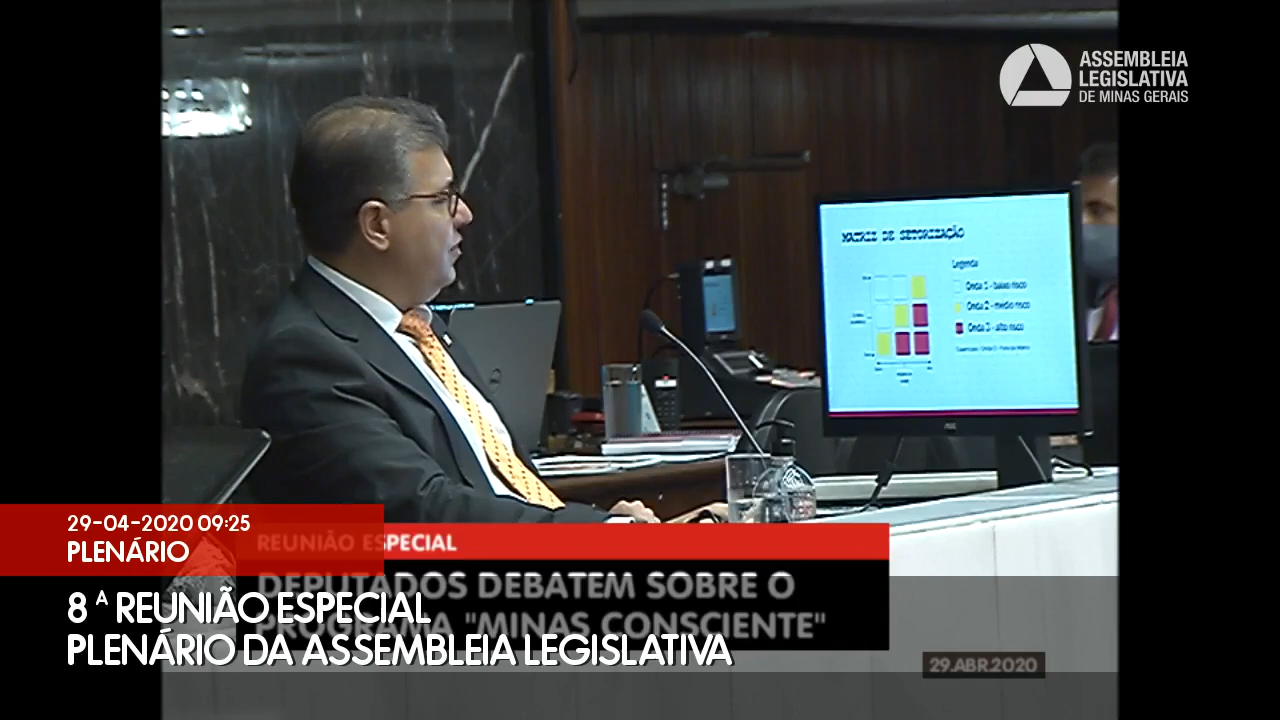 ASSEMBLEIA
LEGISLATIVA
DE MINAS GERAIS
MATRIZ DE SETORIZAÇÃO
Legenda
Onda 1 - baixo risco
Onda 2 - médio risco
Onda 3 - alto risco
29-04-2020 09:25
PLENÁRIO
REUNIÃO ESPECIAL
DEPUTADOS DEBATEM SOBRE O
PROGRAMA "MINAS CONSCIENTE"
8ª REUNIÃO ESPECIAL
PLENÁRIO DA ASSEMBLEIA LEGISLATIVA
29.ABR.2020